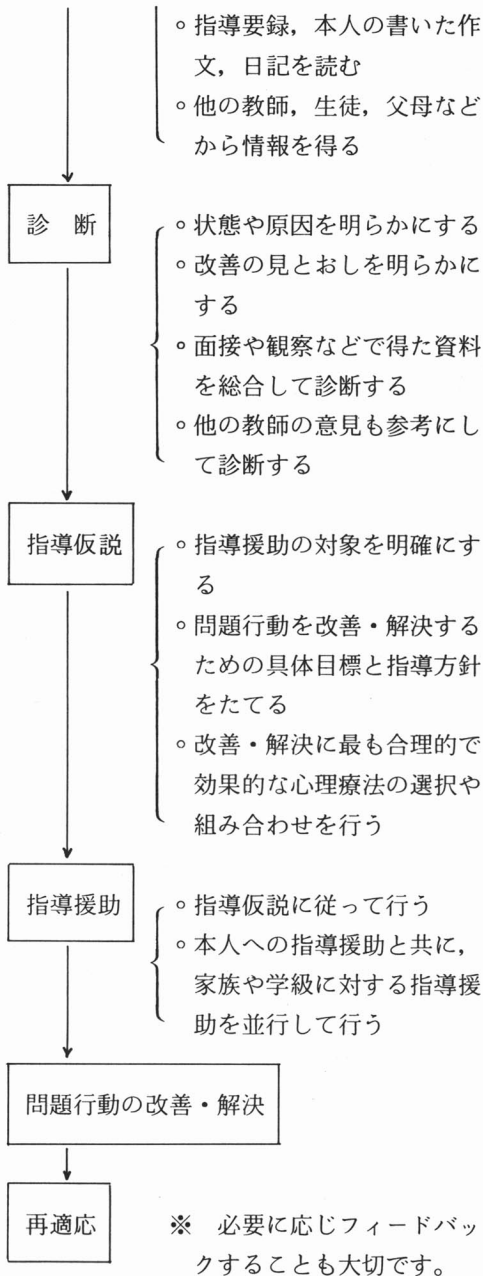 。指導要録，本人の書いた作
文，日記を読む
。他の教師，生徒，父母など
から情報を得る
診　断
。状態や原因を明らかにする
。改善の見とおしを明らかに
する
。面接や観察などで得た資料
を総合して診断する
。他の教師の意見も参考にし
て診断する
指導仮説
。指導援助の対象を明確にす
る
。問題行動を改善・解決する
ための具体目標と指導方針
をたてる
。改善・解決に最も合理的で
効果的な心理療法の選択や
組み合わせを行う
指導援助
。指導仮説に従って行う
。本人への指導援助と共に，
家族や学級に対する指導援
助を並行して行う
問題行動の改善・解決
再適応
※　必要に応じフィードバッ
クすることも大切です。